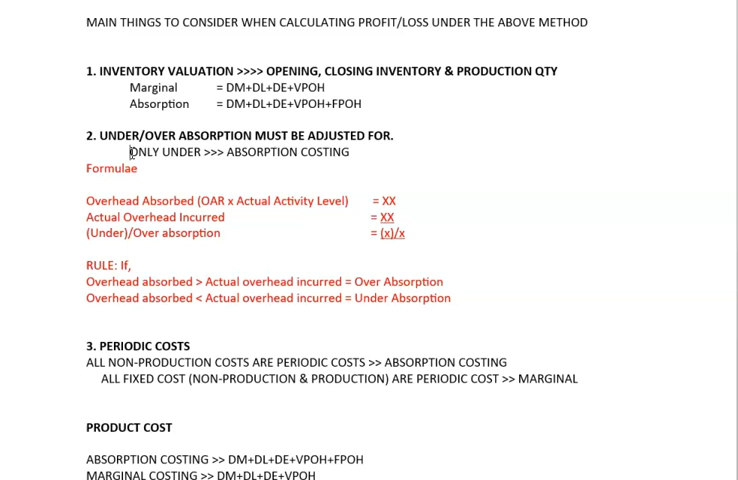 MAIN THINGS TO CONSIDER WHEN CALCULATING PROFIT/LOSS UNDER THE ABOVE METHOD
1. INVENTORY VALUATION >>>> OPENING, CLOSING INVENTORY & PRODUCTION QTY
Marginal = DM+DL+DE+VPOH
Absorption = DM+DL+DE+VPOH+FPOH
2. UNDER/OVER ABSORPTION MUST BE ADJUSTED FOR.
ONLY UNDER >>> ABSORPTION COSTING
Formulae
Overhead Absorbed (OAR x Actual Activity Level) = XX
Actual Overhead Incurred = XX
(Under)/Over absorption = (x)/x
RULE: If,
Overhead absorbed > Actual overhead incurred = Over Absorption
Overhead absorbed < Actual overhead incurred = Under Absorption
3. PERIODIC COSTS
ALL NON-PRODUCTION COSTS ARE PERIODIC COSTS >> ABSORPTION COSTING
ALL FIXED COST (NON-PRODUCTION & PRODUCTION) ARE PERIODIC COST >> MARGINAL
PRODUCT COST
ABSORPTION COSTING >> DM+DL+DE+VPOH+FPOH
MARGINAL COSTING >> DM+DL+DE+VPOH